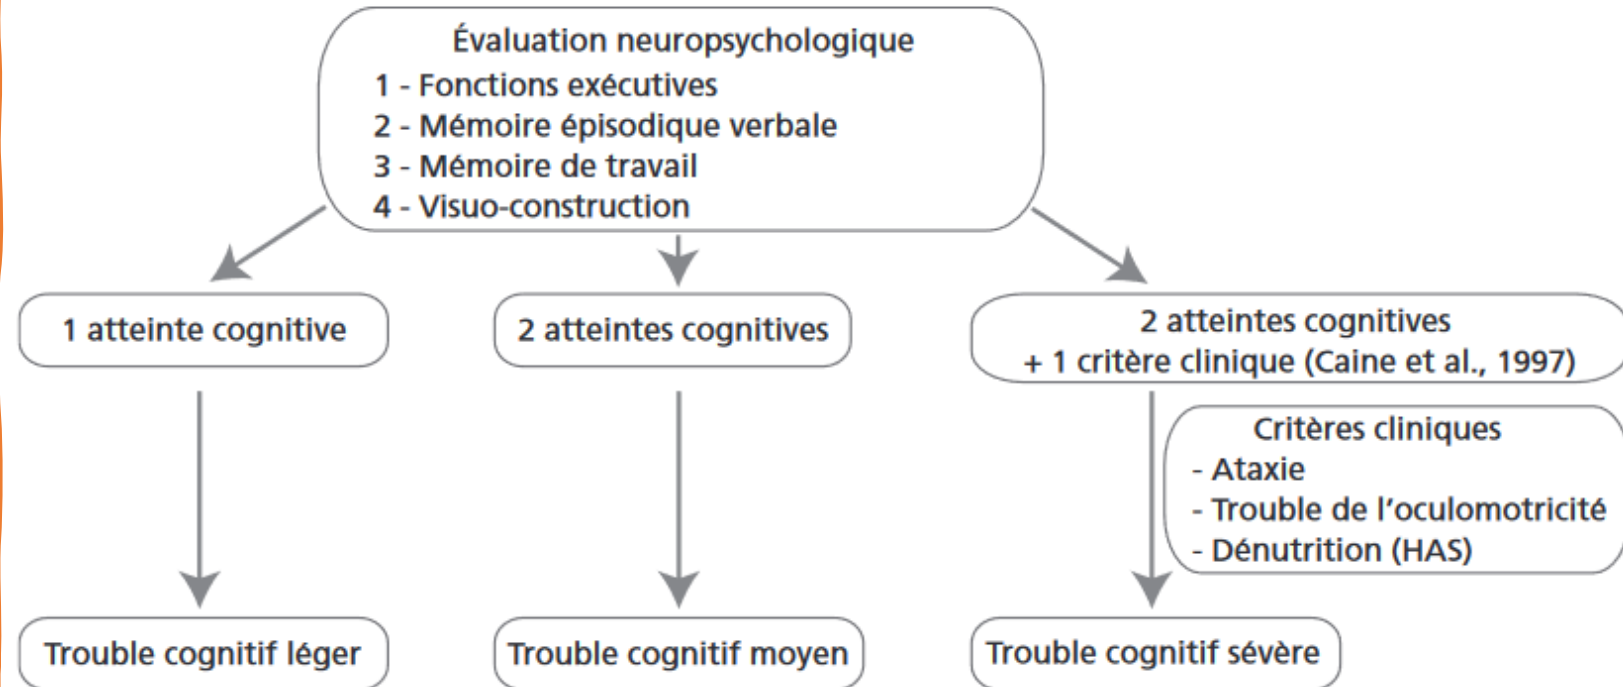 Évaluation neuropsychologique
1 - Fonctions exécutives
2 - Mémoire épisodique verbale
3 - Mémoire de travail
4 - Visuo-construction
1 atteinte cognitive
2 atteintes cognitives
2 atteintes cognitives
+ 1 critère clinique (Caine et al., 1997)
Critères cliniques
- Ataxie
- Trouble de l'oculomotricité
- Dénutrition (HAS)
Trouble cognitif léger
Trouble cognitif moyen
Trouble cognitif sévère